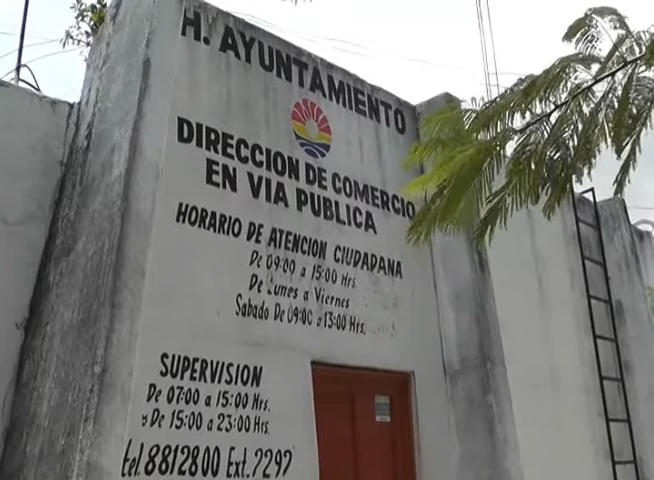 H. AYUNTAMIENTO
DIRECCION DE COMERCIO
EN VIA PUBLICA
HORARIO DE ATENCION CIUDADANA
De 09:00 a 15:00 Hrs.
De Lunes a Viernes
Sabado De 09:00 a 13:00 Hrs.
SUPERVISION
De 07:00 a 15:00 Hrs.
y De 15:00 a 23:00 Hrs.
tel. 8812800 Ext. 7297